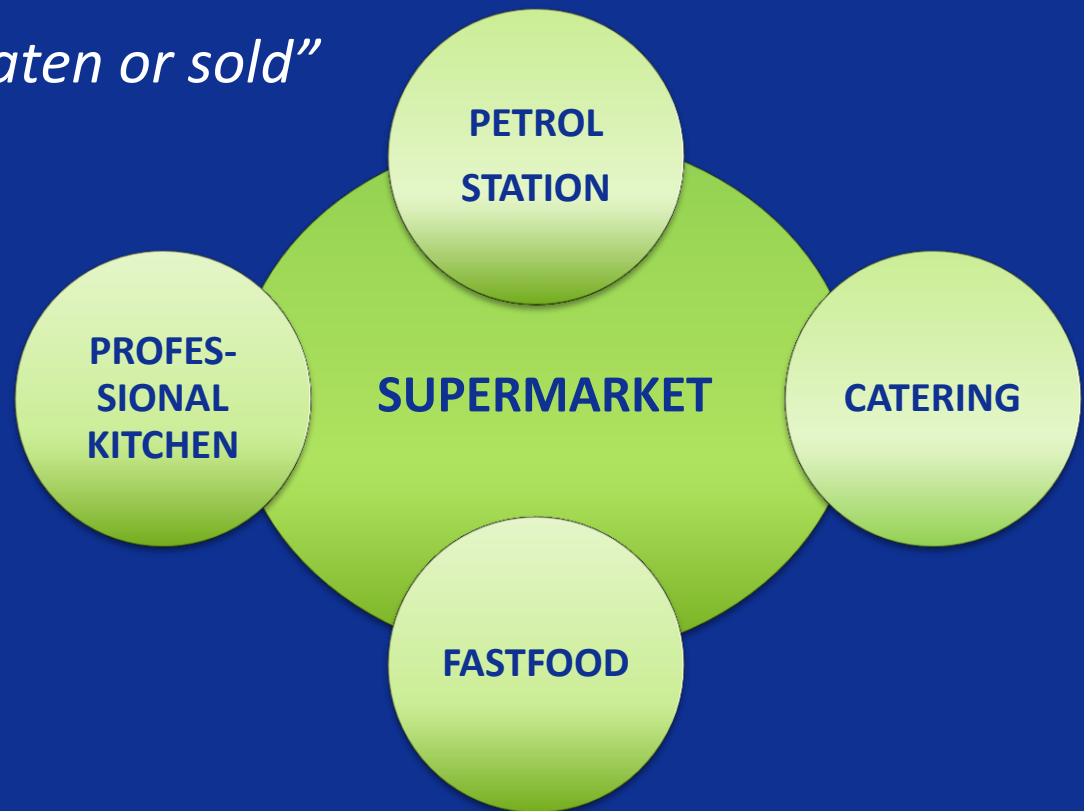 aten or sold”
PETROL
STATION
PROFES-
SIONAL
KITCHEN
SUPERMARKET
CATERING
FASTFOOD